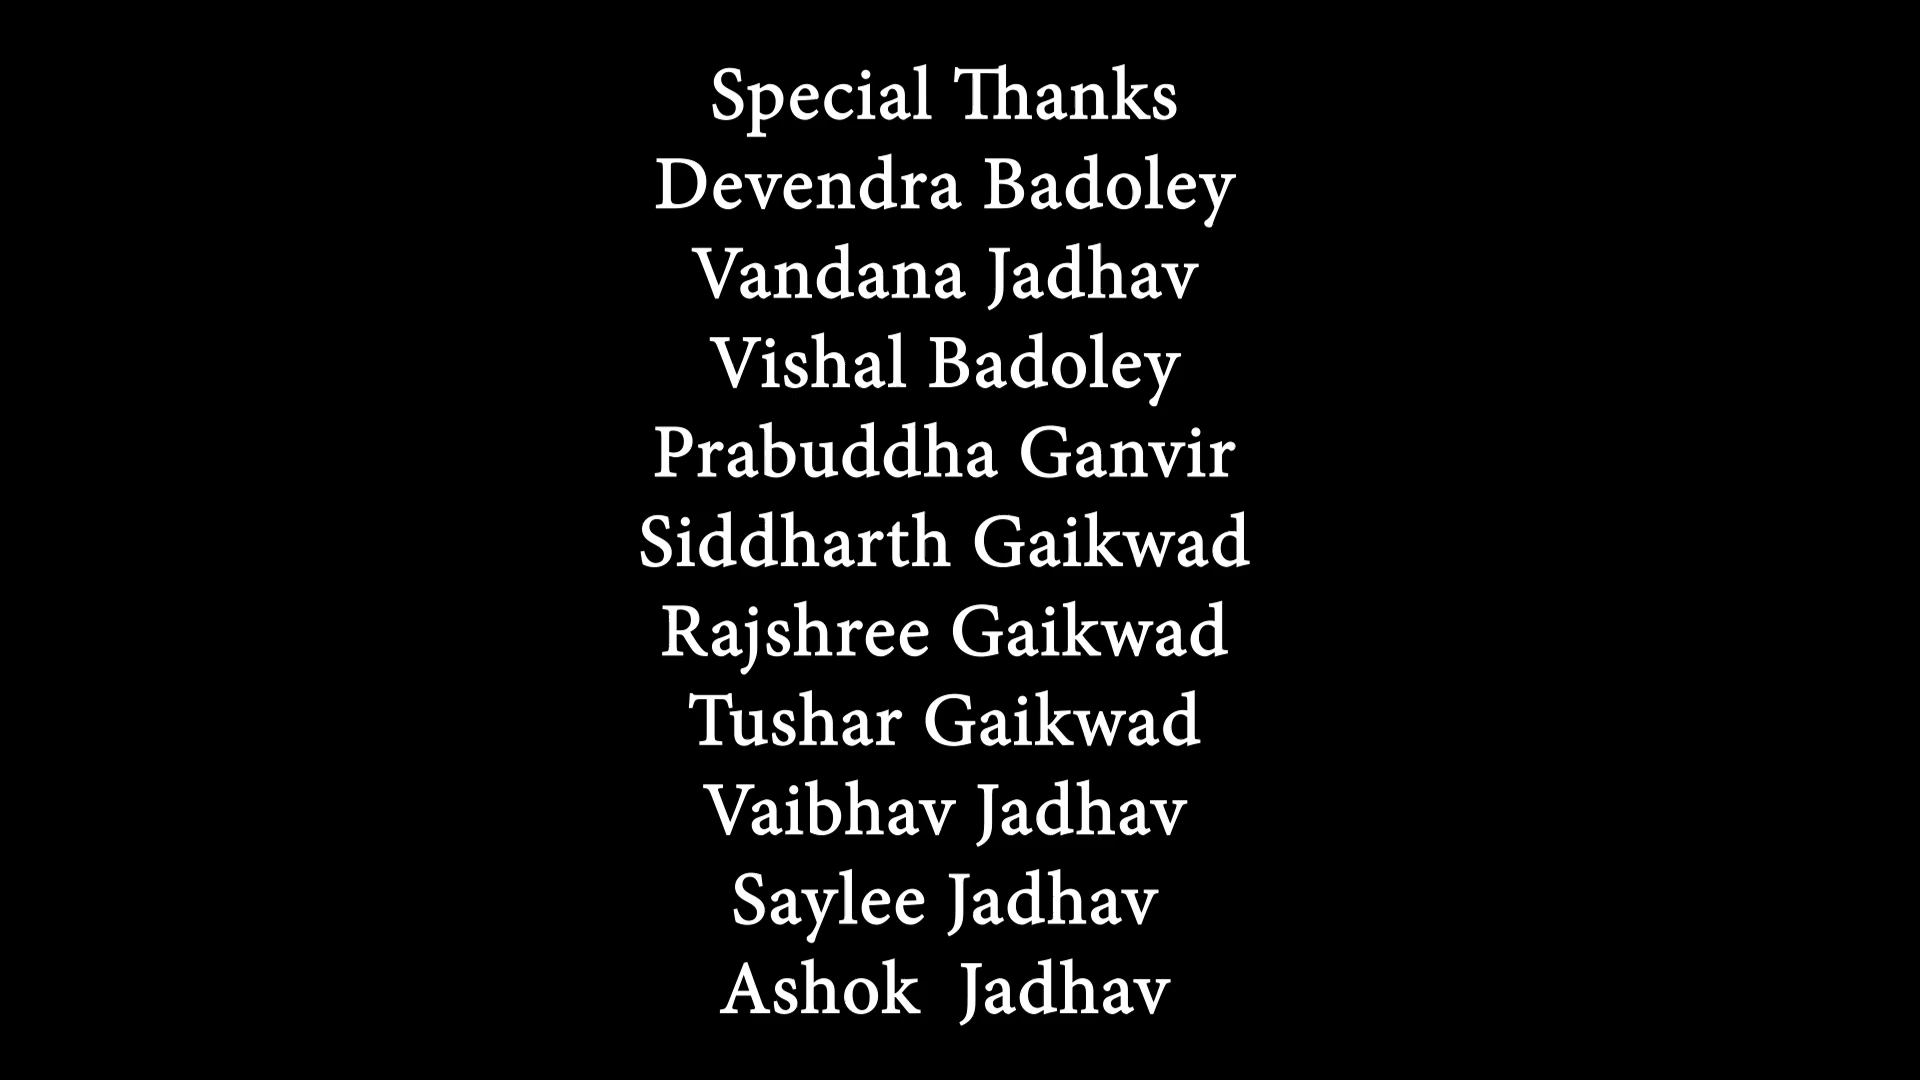 Special Thanks
Devendra Badoley
Vandana Jadhav
Vishal Badoley
Prabuddha Ganvir
Siddharth Gaikwad
Rajshree Gaikwad
Tushar Gaikwad
Vaibhav Jadhav
Saylee Jadhav
Ashok  Jadhav